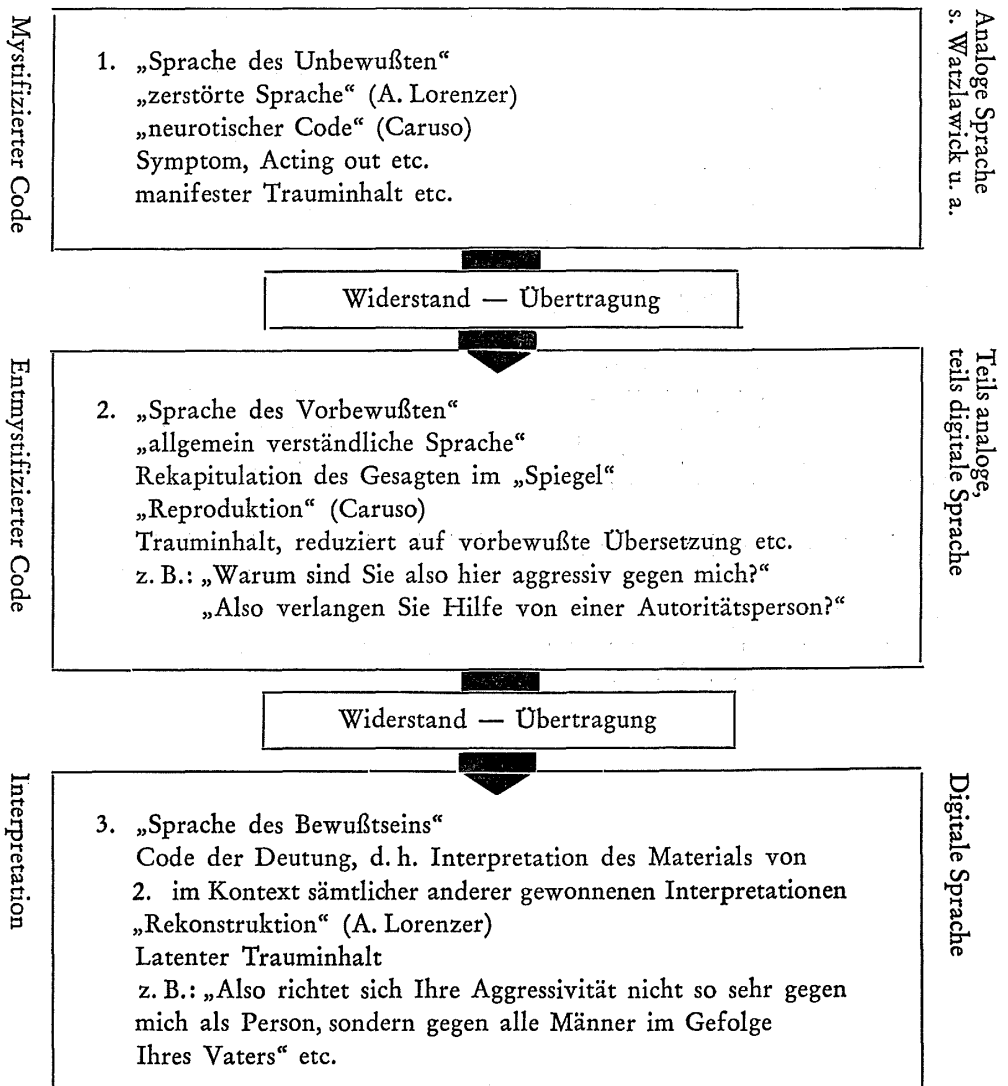 Mystifizierter Code
1. „Sprache des Unbewußten“
„zerstörte Sprache“ (A. Lorenzer)
„neurotischer Code“ (Caruso)
Symptom, Acting out etc.
manifester Trauminhalt etc.
Analoge Sprache
s. Watzlawick u. a.
Widerstand — Übertragung
Entmystifizierter Code
2. „Sprache des Vorbewußten“
„allgemein verständliche Sprache“
Rekapitulation des Gesagten im „Spiegel“
„Reproduktion“ (Caruso)
Trauminhalt, reduziert auf vorbewußte Übersetzung etc.
z. B.: „Warum sind Sie also hier aggressiv gegen mich?“
„Also verlangen Sie Hilfe von einer Autoritätsperson?“
Teils analoge,
teils digitale Sprache
Widerstand — Übertragung
Interpretation
3. „Sprache des Bewußtseins“
Code der Deutung, d. h. Interpretation des Materials von
2. im Kontext sämtlicher anderer gewonnenen Interpretationen
„Rekonstruktion“ (A. Lorenzer)
Latenter Trauminhalt
z. B.: „Also richtet sich Ihre Aggressivität nicht so sehr gegen
mich als Person, sondern gegen alle Männer im Gefolge
Ihres Vaters“ etc.
Digitale Sprache